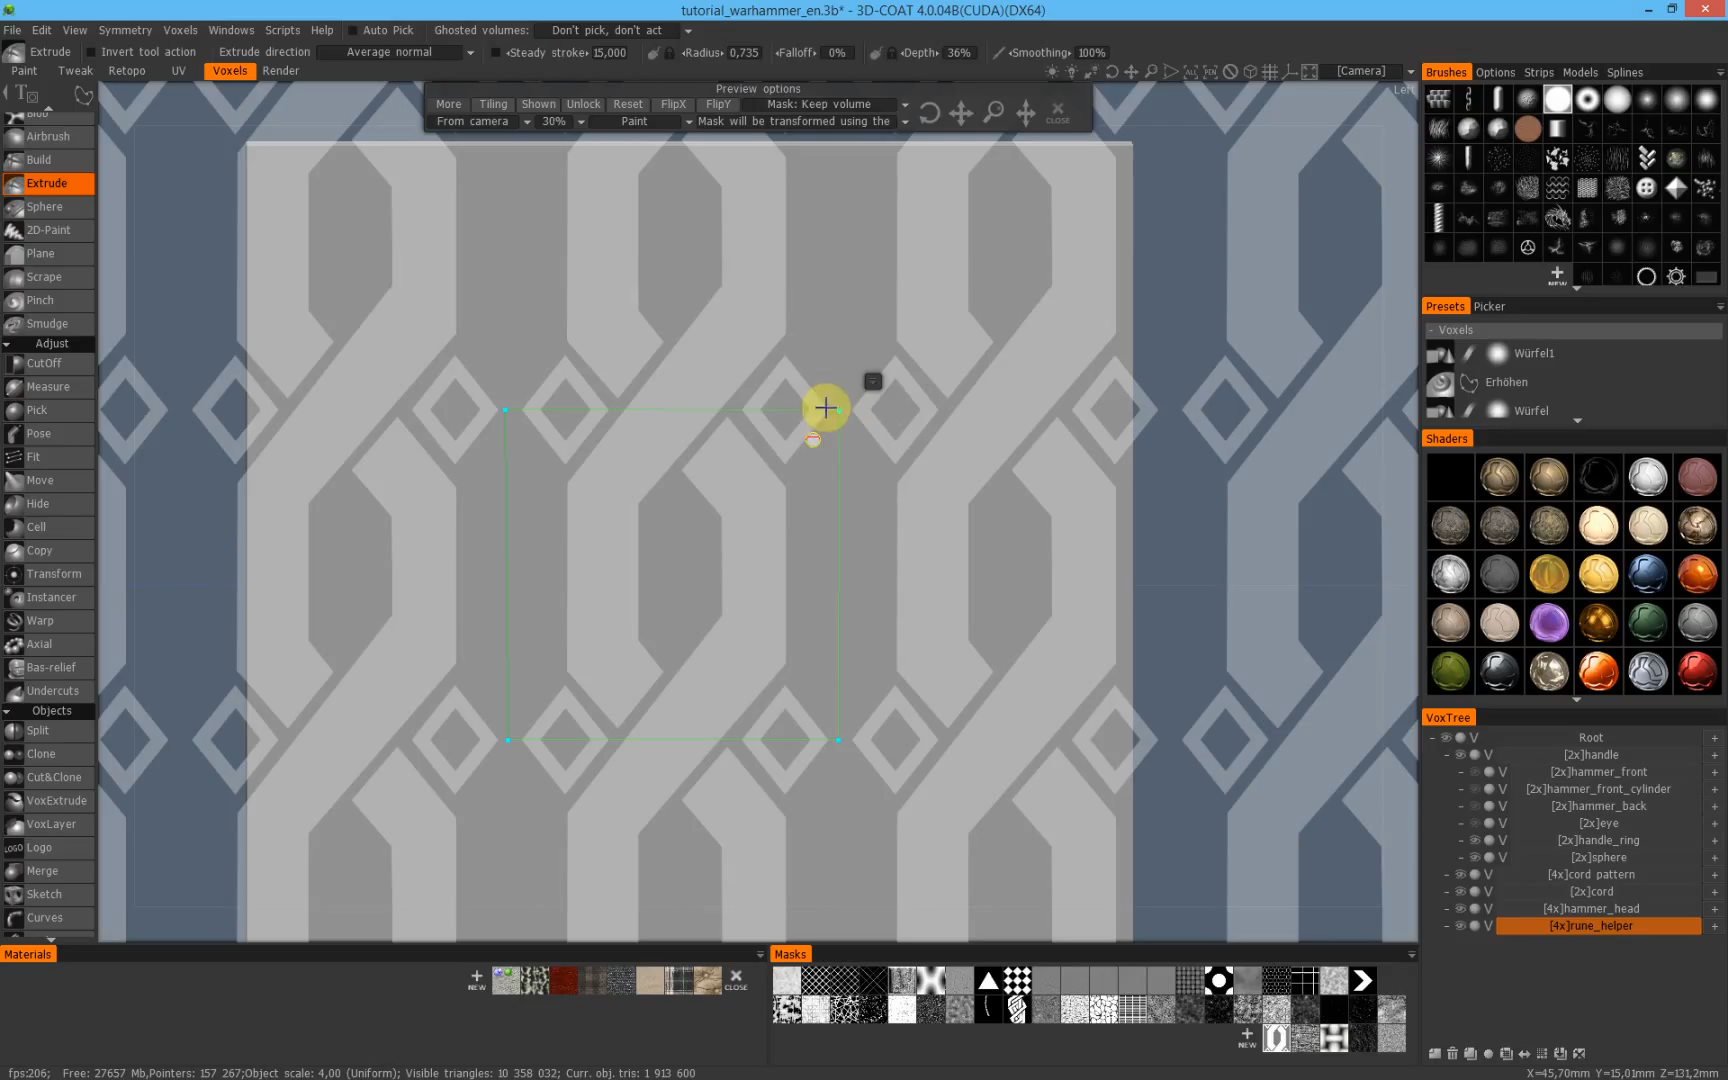 tutorial_warhammer_en.3b* - 3D-COAT 4.0.04B(CUDA)(DX64)
File Edit View Symmetry Voxels Windows Scripts Help Auto Pick Ghosted volumes: Don't pick, don't act
Extrude Invert tool action Extrude direction Average normal Steady stroke 15,000 Radius 0,735 Falloff 0% Depth 36% Smoothing 100%
Paint Tweak Retopo UV Voxels Render [Camera]
Brushes Options Strips Models Splines
Left
Preview options
More Tiling Shown Unlock Reset FlipX FlipY Mask: Keep volume
From camera 30% Paint Mask will be transformed using the
CLOSE
Blob
Airbrush
Build
Extrude
Sphere
2D-Paint
Plane
Scrape
Pinch
Smudge
Adjust
CutOff
Measure
Pick
Pose
Fit
Move
Hide
Cell
Copy
Transform
Instancer
Warp
Axial
Bas-relief
Undercuts
Objects
Split
Clone
Cut&Clone
VoxExtrude
VoxLayer
LOGO Logo
Merge
Sketch
Curves
NEW
Presets Picker
- Voxels
Würfel1
Erhöhen
Würfel
Shaders
VoxTree
Root
[2x]handle
[2x]hammer_front
[2x]hammer_front_cylinder
[2x]hammer_back
[2x]eye
[2x]handle_ring
[2x]sphere
[4x]cord pattern
[2x]cord
[4x]hammer_head
[4x]rune_helper
Materials
NEW
CLOSE
Masks
NEW
fps:206; Free: 27657 Mb,Pointers: 157 267;Object scale: 4,00 (Uniform); Visible triangles: 10 358 032; Curr. obj. tris: 1 913 600
X=45,70mm Y=15,01mm Z=131,2mm